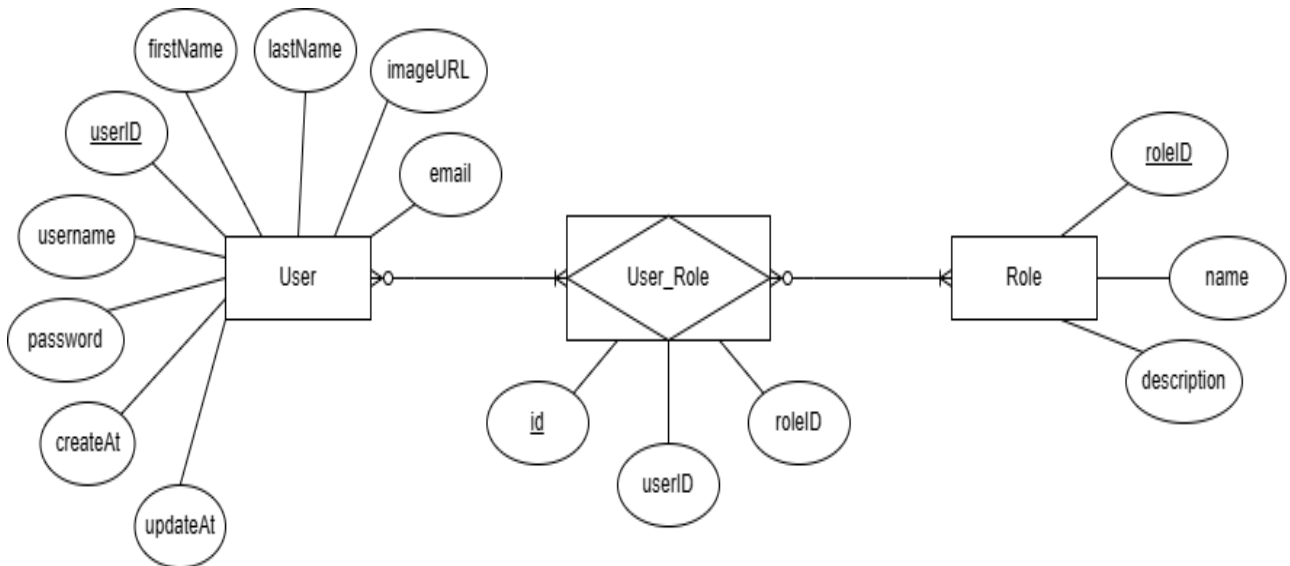 firstName
lastName
imageURL
userID
email
roleID
username
User
User_Role
Role
name
password
description
id
roleID
createAt
userID
updateAt